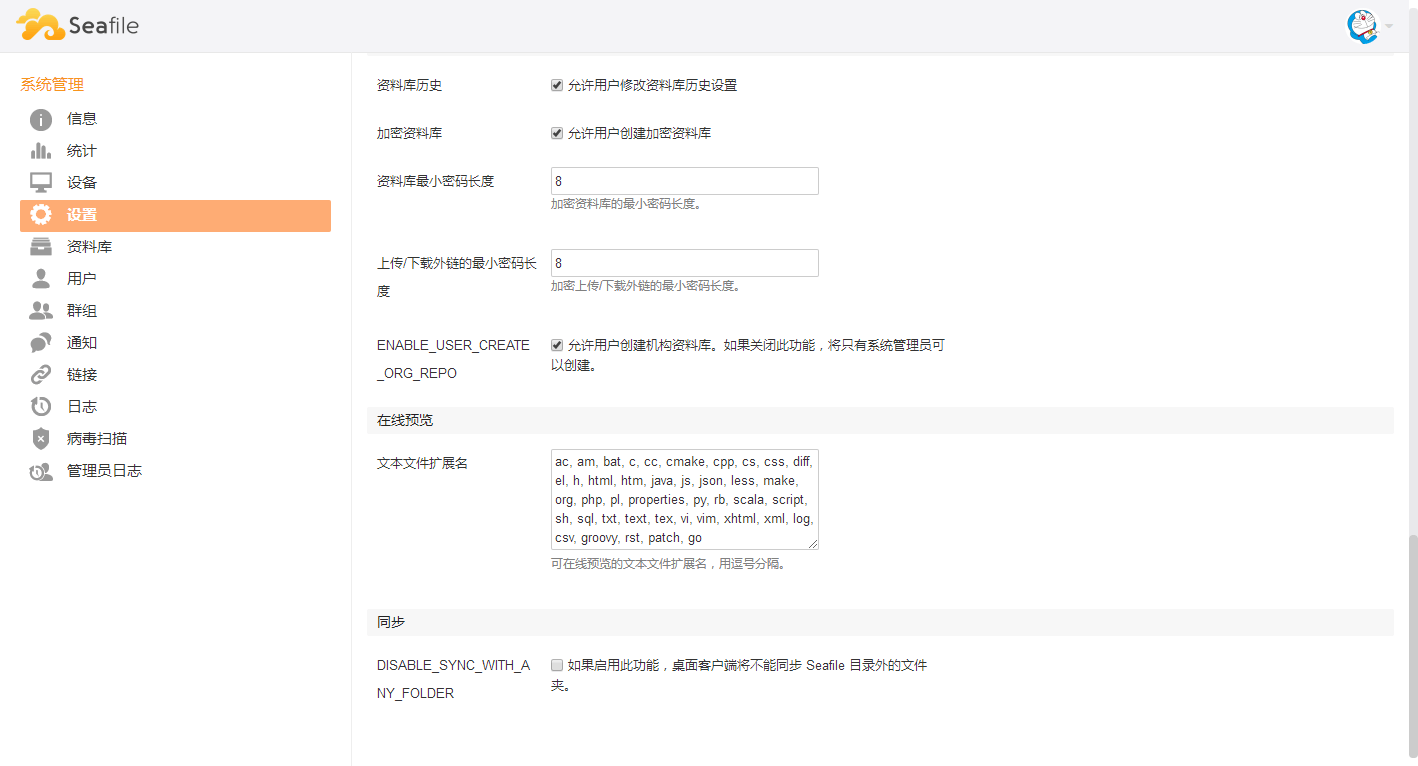 Seafile
系统管理
信息
统计
设备
设置
资料库
用户
群组
通知
链接
日志
病毒扫描
管理员日志
资料库历史
允许用户修改资料库历史设置
加密资料库
允许用户创建加密资料库
资料库最小密码长度
8
加密资料库的最小密码长度。
上传/下载外链的最小密码长
度
8
加密上传/下载外链的最小密码长度。
ENABLE_USER_CREATE
_ORG_REPO
允许用户创建机构资料库。如果关闭此功能，将只有系统管理员可
以创建。
在线预览
文本文件扩展名
ac, am, bat, c, cc, cmake, cpp, cs, css, diff,
el, h, html, htm, java, js, json, less, make,
org, php, pl, properties, py, rb, scala, script,
sh, sql, txt, text, tex, vi, vim, xhtml, xml, log,
csv, groovy, rst, patch, go
可在线预览的文本文件扩展名，用逗号分隔。
同步
DISABLE_SYNC_WITH_A
NY_FOLDER
如果启用此功能，桌面客户端将不能同步 Seafile 目录外的文件
夹。